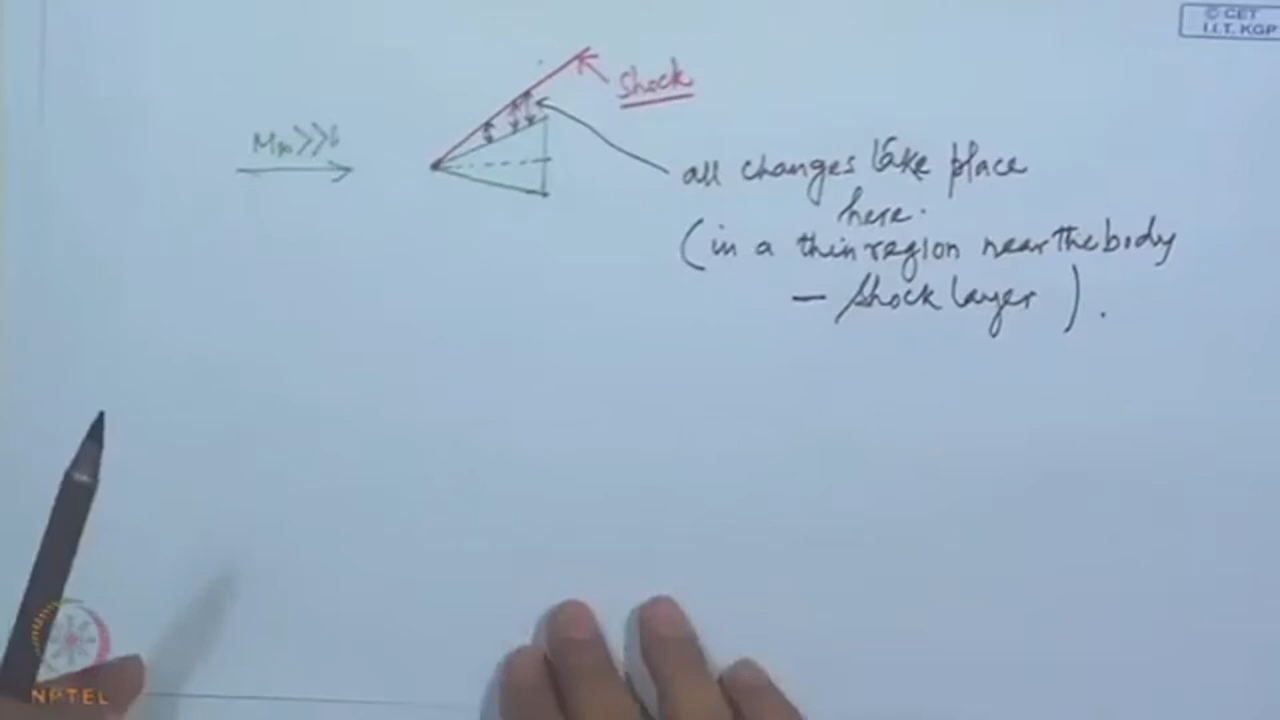 © CET
I.I.T. KGP
Shock
M∞>>1
all changes take place
here.
(in a thin region near the body
— shock layer).
NPTEL